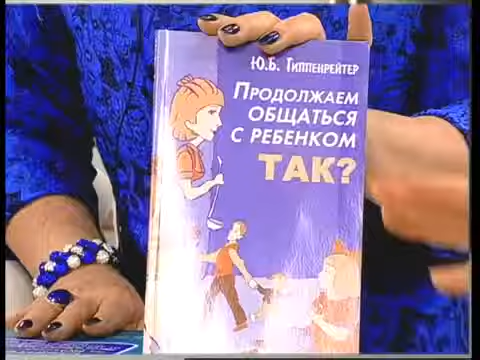 Ю.Б. Гиппенрейтер
Продолжаем
общаться
с ребенком
ТАК?